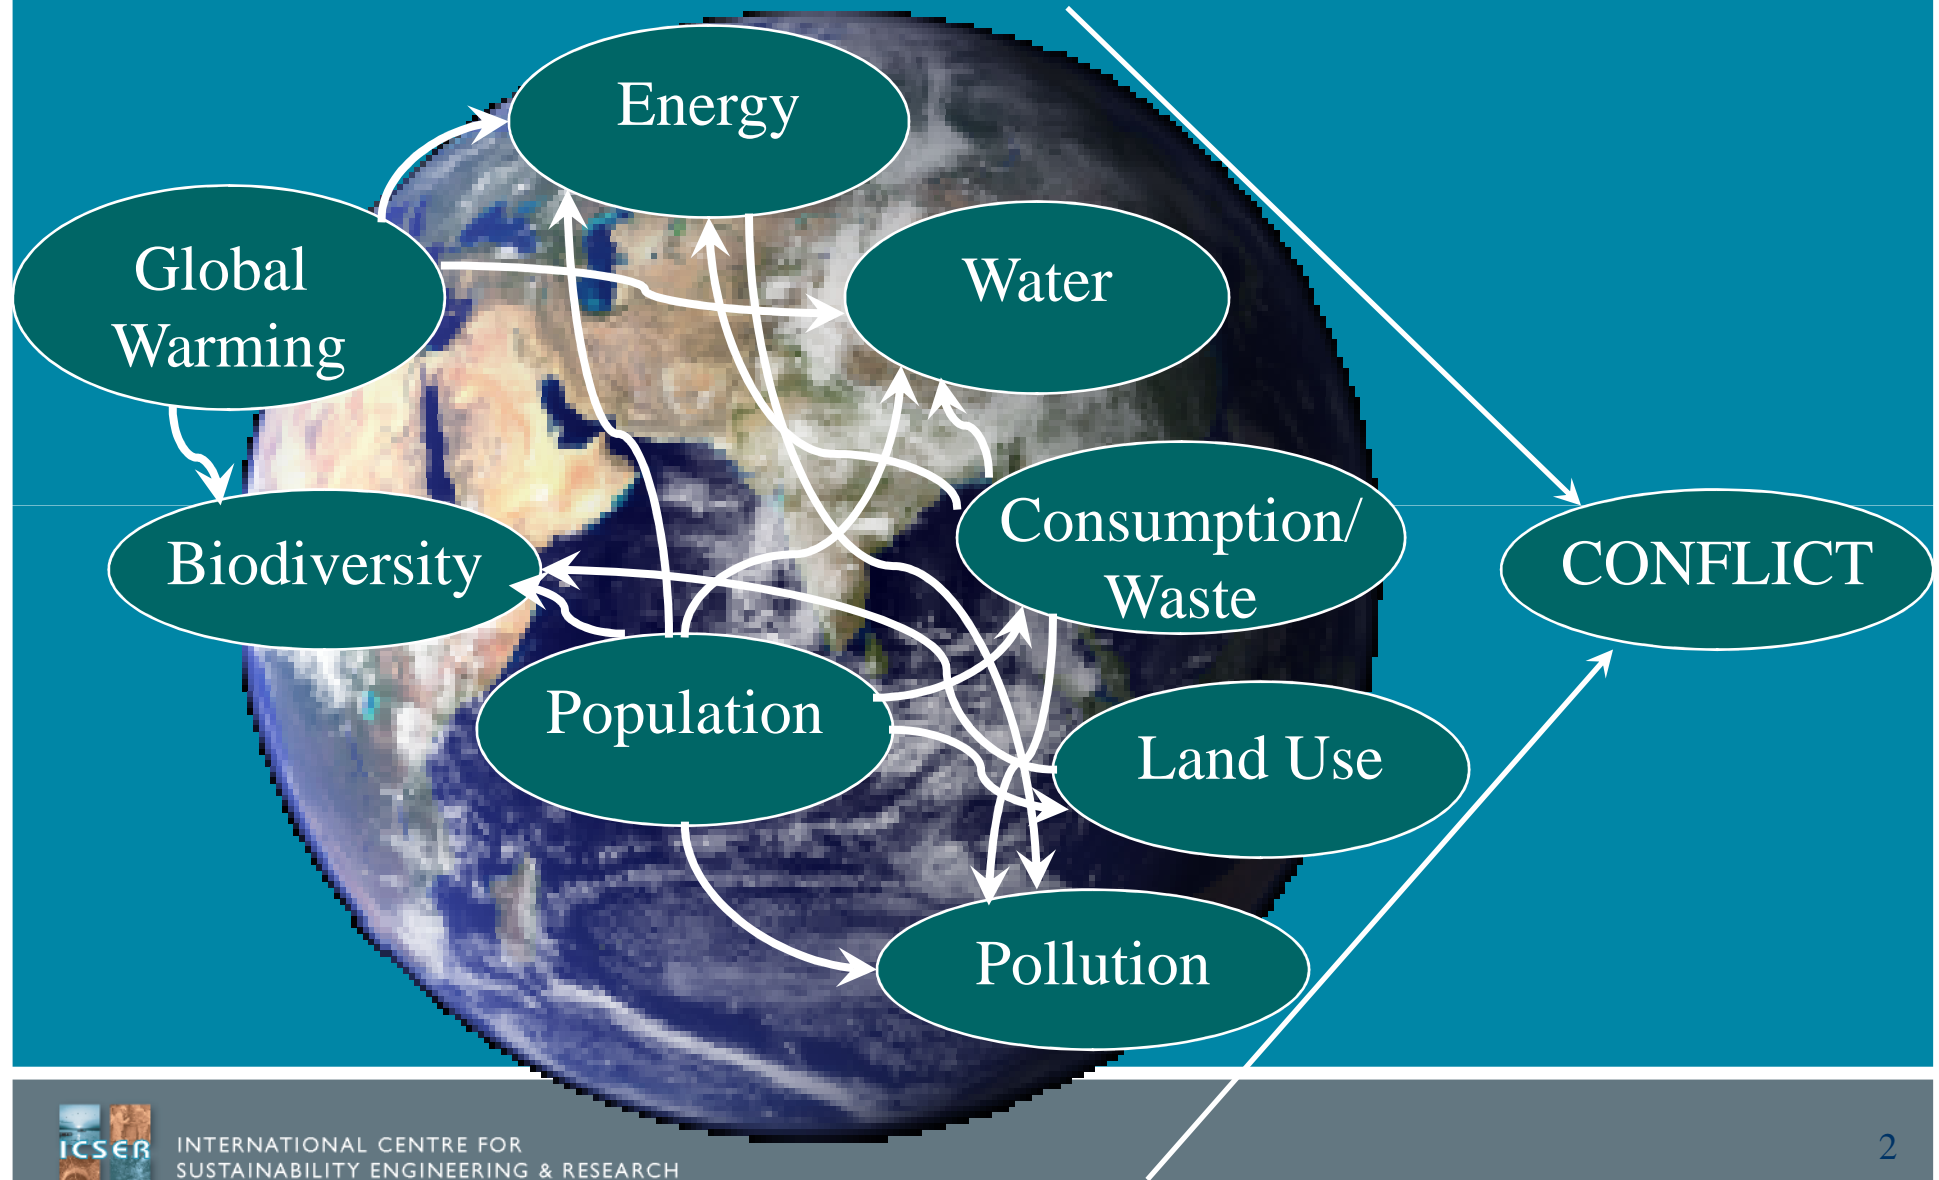 Energy
Global
Warming
Water
Consumption/
Waste
Biodiversity
CONFLICT
Population
Land Use
Pollution
ICSER
INTERNATIONAL CENTRE FOR
SUSTAINABILITY ENGINEERING & RESEARCH
2